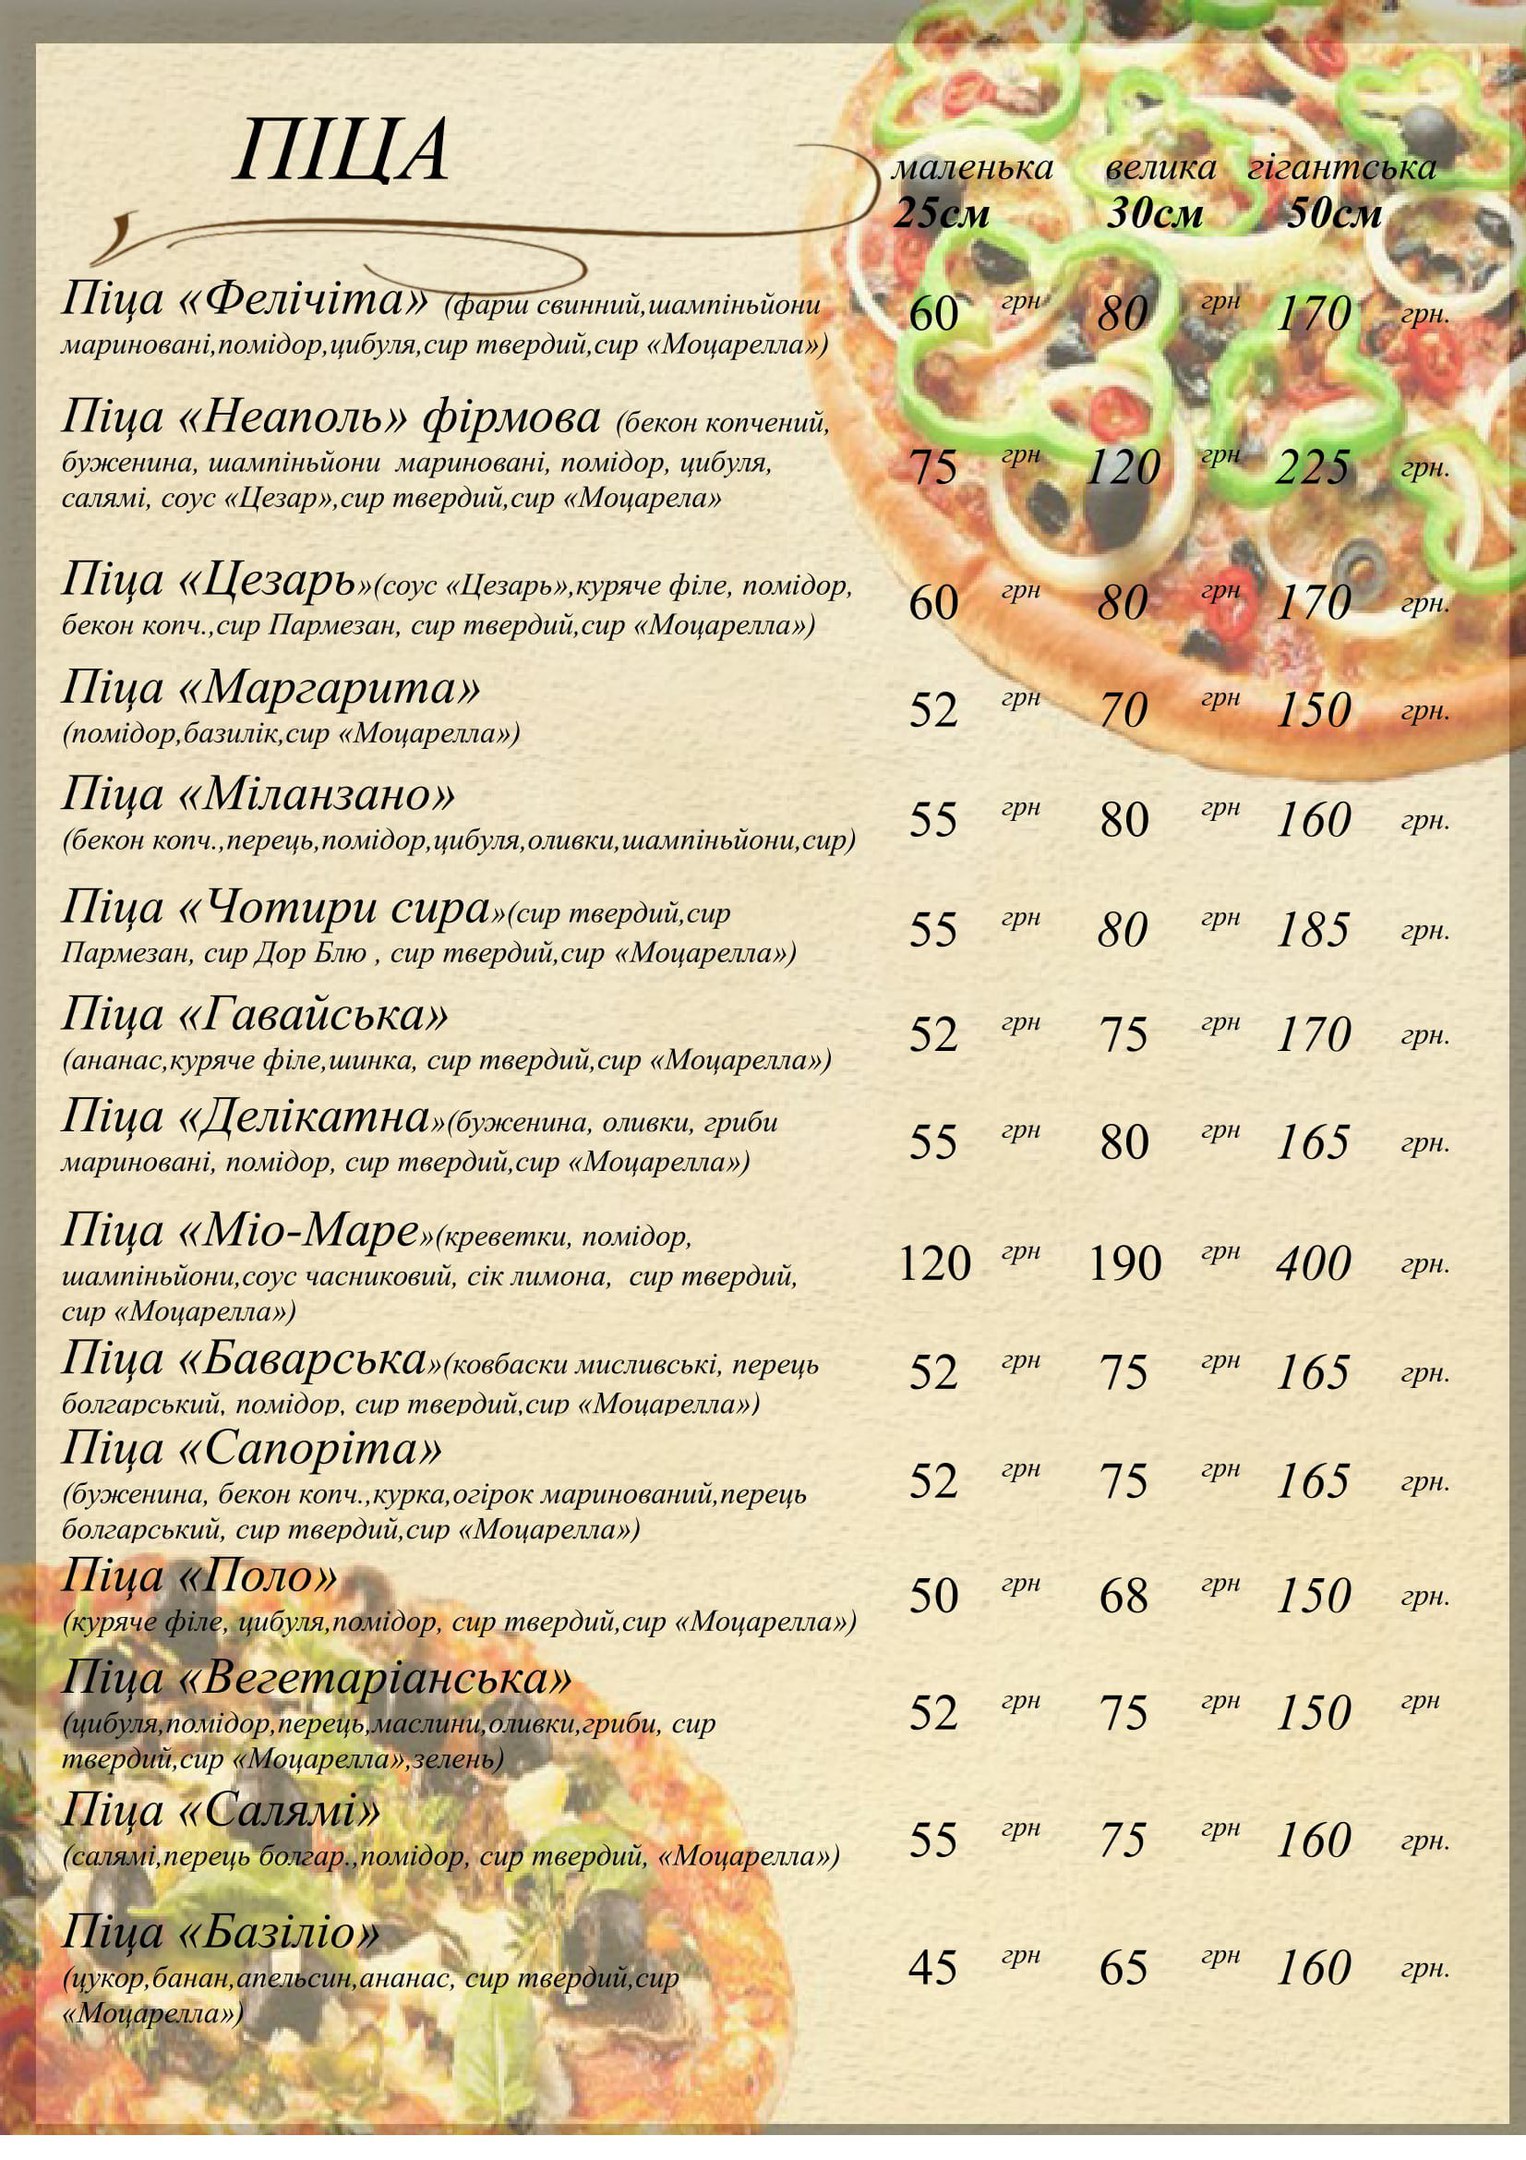 ПІЦА
маленька велика гігантська
25см 30см 50см
Піца «Фелічіта» (фарш свинний,шампіньйони
мариновані,помідор,цибуля,сир твердий,сир «Моцарелла»)
60 грн 80 грн 170 грн.
Піца «Неаполь» фірмова (бекон копчений,
буженина, шампіньйони мариновані, помідор, цибуля,
салямі, соус «Цезар»,сир твердий,сир «Моцарела»
75 грн 120 грн 225 грн.
Піца «Цезарь»(соус «Цезарь»,куряче філе, помідор,
бекон копч.,сир Пармезан, сир твердий,сир «Моцарелла»)
60 грн 80 грн 170 грн.
Піца «Маргарита»
(помідор,базилік,сир «Моцарелла»)
52 грн 70 грн 150 грн.
Піца «Міланзано»
(бекон копч.,перець,помідор,цибуля,оливки,шампіньйони,сир)
55 грн 80 грн 160 грн.
Піца «Чотири сира»(сир твердий,сир
Пармезан, сир Дор Блю , сир твердий,сир «Моцарелла»)
55 грн 80 грн 185 грн.
Піца «Гавайська»
(ананас,куряче філе,шинка, сир твердий,сир «Моцарелла»)
52 грн 75 грн 170 грн.
Піца «Делікатна»(буженина, оливки, гриби
мариновані, помідор, сир твердий,сир «Моцарелла»)
55 грн 80 грн 165 грн.
Піца «Міо-Маре»(креветки, помідор,
шампіньйони,соус часниковий, сік лимона, сир твердий,
сир «Моцарелла»)
120 грн 190 грн 400 грн.
Піца «Баварська»(ковбаски мисливські, перець
болгарський, помідор, сир твердий,сир «Моцарелла»)
52 грн 75 грн 165 грн.
Піца «Сапоріта»
(буженина, бекон копч.,курка,огірок маринований,перець
болгарський, сир твердий,сир «Моцарелла»)
52 грн 75 грн 165 грн.
Піца «Поло»
(куряче філе, цибуля,помідор, сир твердий,сир «Моцарелла»)
50 грн 68 грн 150 грн.
Піца «Вегетаріанська»
(цибуля,помідор,перець,маслини,оливки,гриби, сир
твердий,сир «Моцарелла»,зелень)
52 грн 75 грн 150 грн
Піца «Салямі»
(салямі,перець болгар.,помідор, сир твердий, «Моцарелла»)
55 грн 75 грн 160 грн.
Піца «Базіліо»
(цукор,банан,апельсин,ананас, сир твердий,сир
«Моцарелла»)
45 грн 65 грн 160 грн.